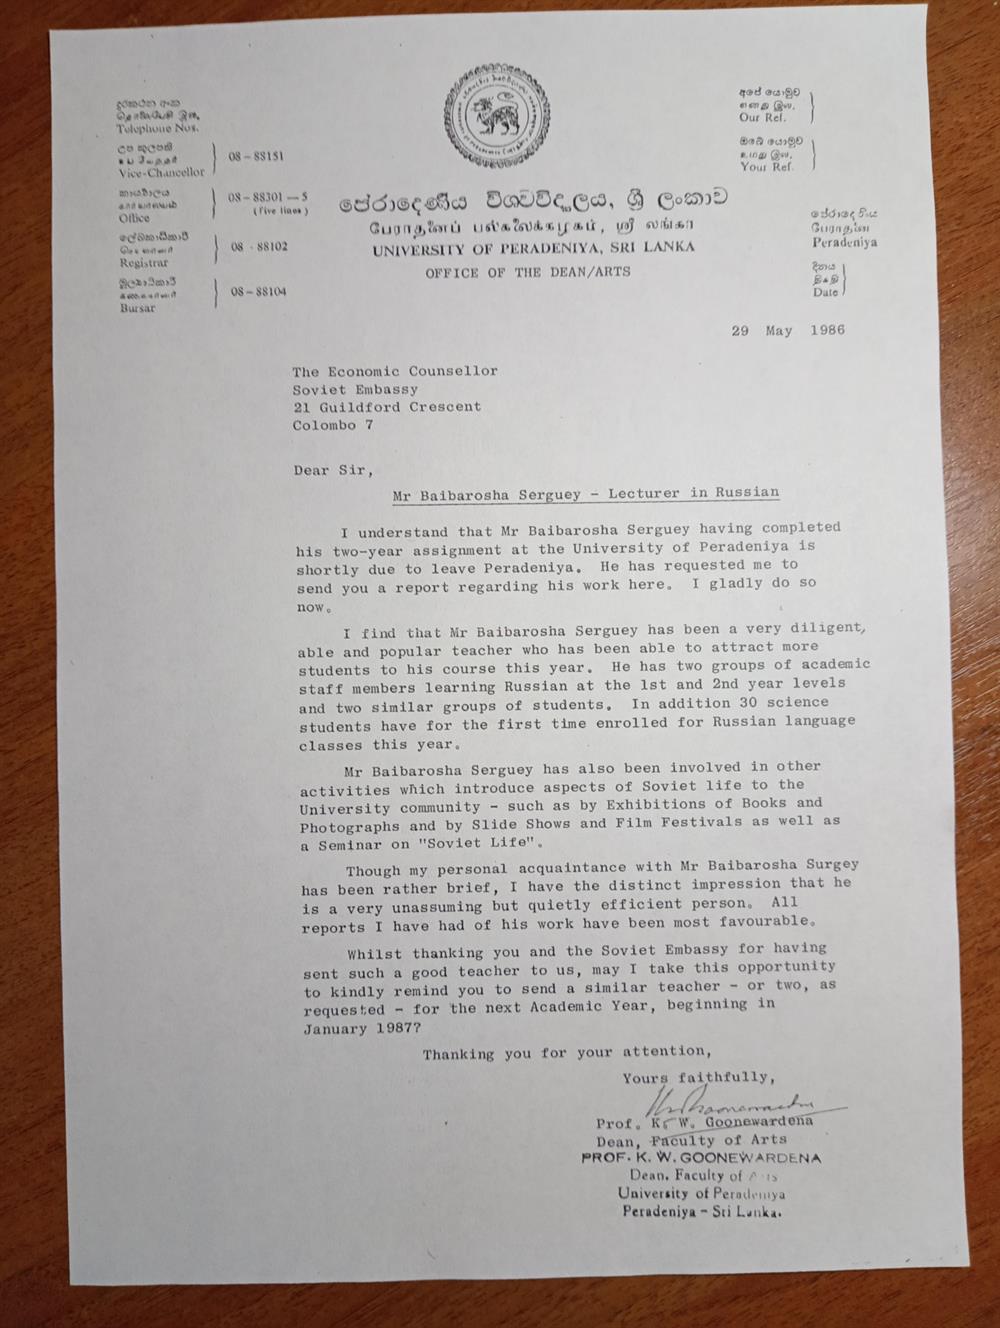 දුරකථන අංක
Telephone Nos.
උප කුලපති
Vice-Chancellor
08 – 88151
කාර්යාලය
Office
08 – 88301 — 5
(five lines)
ලේඛකාධිකාරී
Registrar
08 - 88102
මූල්‍යාධිකාරී
Bursar
08 – 88104
පේරාදෙණිය විශ්වවිද්‍යාලය, ශ්‍රී ලංකාව
பேராதனைப் பல்கலைக்கழகம், ஸ்ரீ லங்கா
UNIVERSITY OF PERADENIYA, SRI LANKA
OFFICE OF THE DEAN/ARTS
අපේ යොමුව
எனது இல.
Our Ref.
ඔබේ යොමුව
உமது இல.
Your Ref.
පේරාදෙණිය
பேராதனை
Peradeniya
දිනය
திகதி
Date
29 May 1986
The Economic Counsellor
Soviet Embassy
21 Guildford Crescent
Colombo 7
Dear Sir,
Mr Baibarosha Serguey – Lecturer in Russian
I understand that Mr Baibarosha Serguey having completed
his two-year assignment at the University of Peradeniya is
shortly due to leave Peradeniya. He has requested me to
send you a report regarding his work here. I gladly do so
now.
I find that Mr Baibarosha Serguey has been a very diligent,
able and popular teacher who has been able to attract more
students to his course this year. He has two groups of academic
staff members learning Russian at the 1st and 2nd year levels
and two similar groups of students. In addition 30 science
students have for the first time enrolled for Russian language
classes this year.
Mr Baibarosha Serguey has also been involved in other
activities which introduce aspects of Soviet life to the
University community – such as by Exhibitions of Books and
Photographs and by Slide Shows and Film Festivals as well as
a Seminar on "Soviet Life".
Though my personal acquaintance with Mr Baibarosha Surgey
has been rather brief, I have the distinct impression that he
is a very unassuming but quietly efficient person. All
reports I have had of his work have been most favourable.
Whilst thanking you and the Soviet Embassy for having
sent such a good teacher to us, may I take this opportunity
to kindly remind you to send a similar teacher – or two, as
requested – for the next Academic Year, beginning in
January 1987?
Thanking you for your attention,
Yours faithfully,
Prof. K. W. Goonewardena
Dean, Faculty of Arts
PROF. K. W. GOONEWARDENA
Dean. Faculty of Arts
University of Peradeniya
Peradeniya – Sri Lanka.